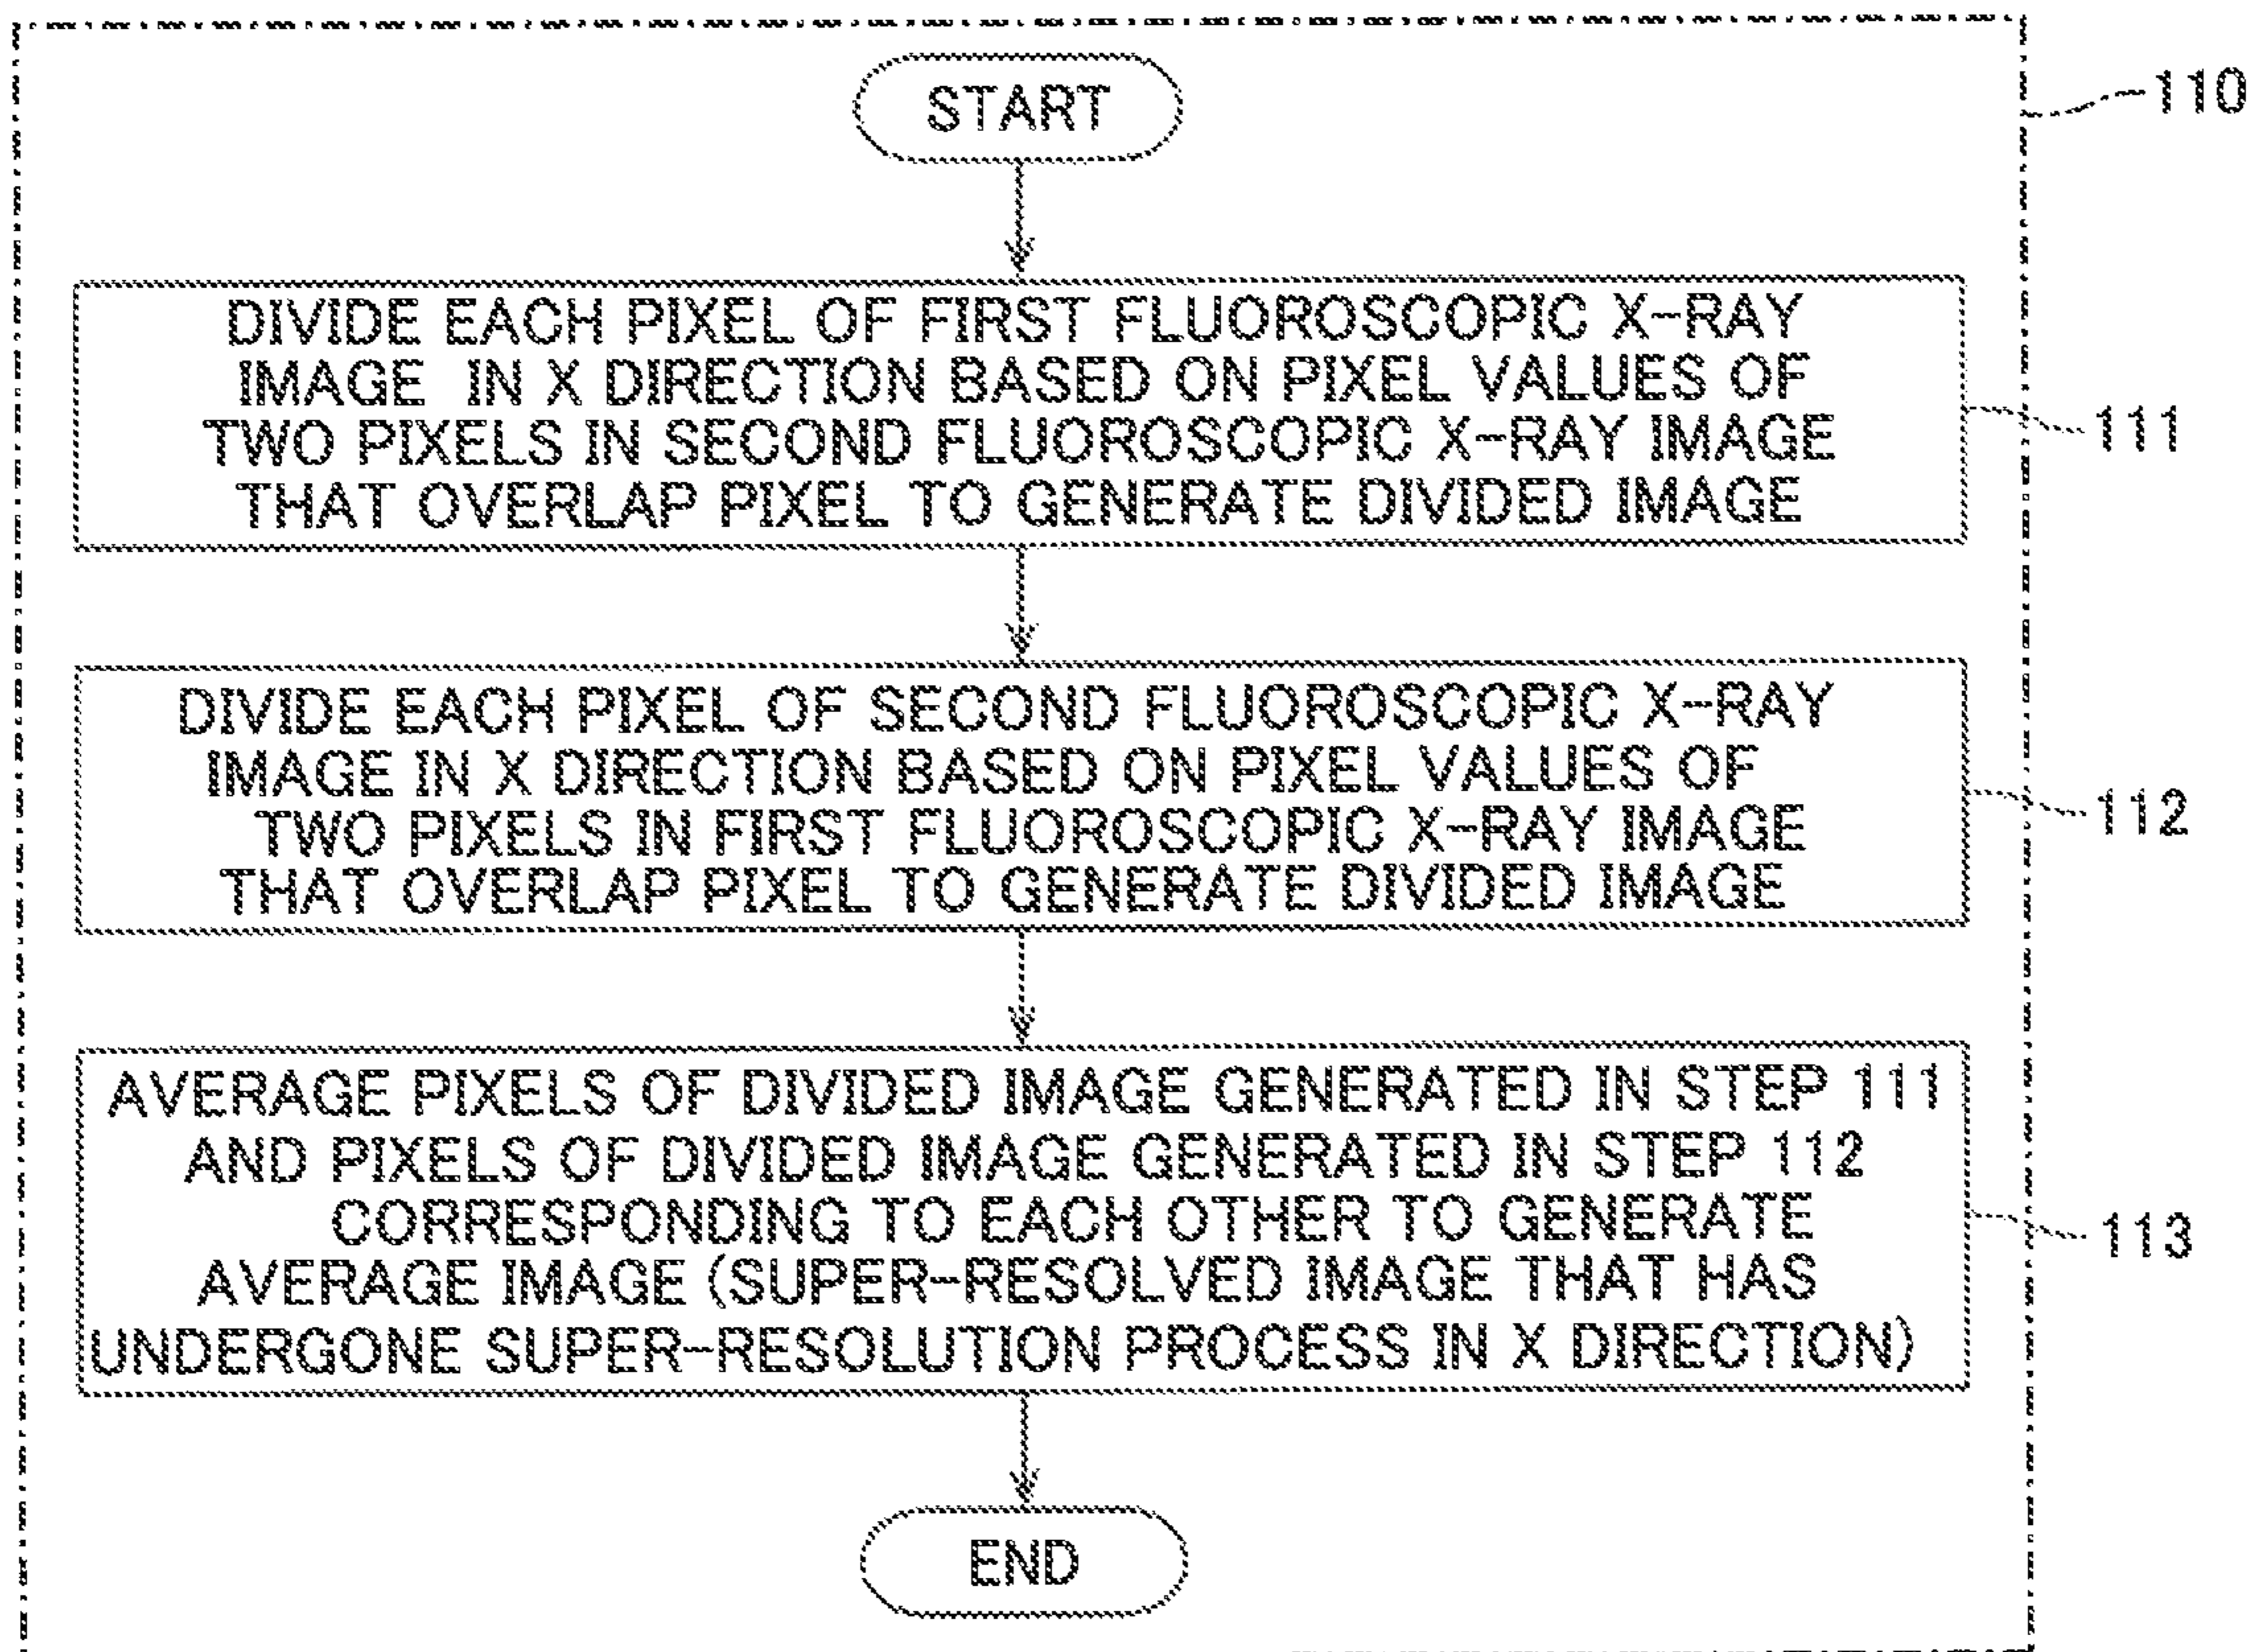 START
110
DIVIDE EACH PIXEL OF FIRST FLUOROSCOPIC X-RAY
IMAGE IN X DIRECTION BASED ON PIXEL VALUES OF
TWO PIXELS IN SECOND FLUOROSCOPIC X-RAY IMAGE
THAT OVERLAP PIXEL TO GENERATE DIVIDED IMAGE
111
DIVIDE EACH PIXEL OF SECOND FLUOROSCOPIC X-RAY
IMAGE IN X DIRECTION BASED ON PIXEL VALUES OF
TWO PIXELS IN FIRST FLUOROSCOPIC X-RAY IMAGE
THAT OVERLAP PIXEL TO GENERATE DIVIDED IMAGE
112
AVERAGE PIXELS OF DIVIDED IMAGE GENERATED IN STEP 111
AND PIXELS OF DIVIDED IMAGE GENERATED IN STEP 112
CORRESPONDING TO EACH OTHER TO GENERATE
AVERAGE IMAGE (SUPER-RESOLVED IMAGE THAT HAS
UNDERGONE SUPER-RESOLUTION PROCESS IN X DIRECTION)
113
END